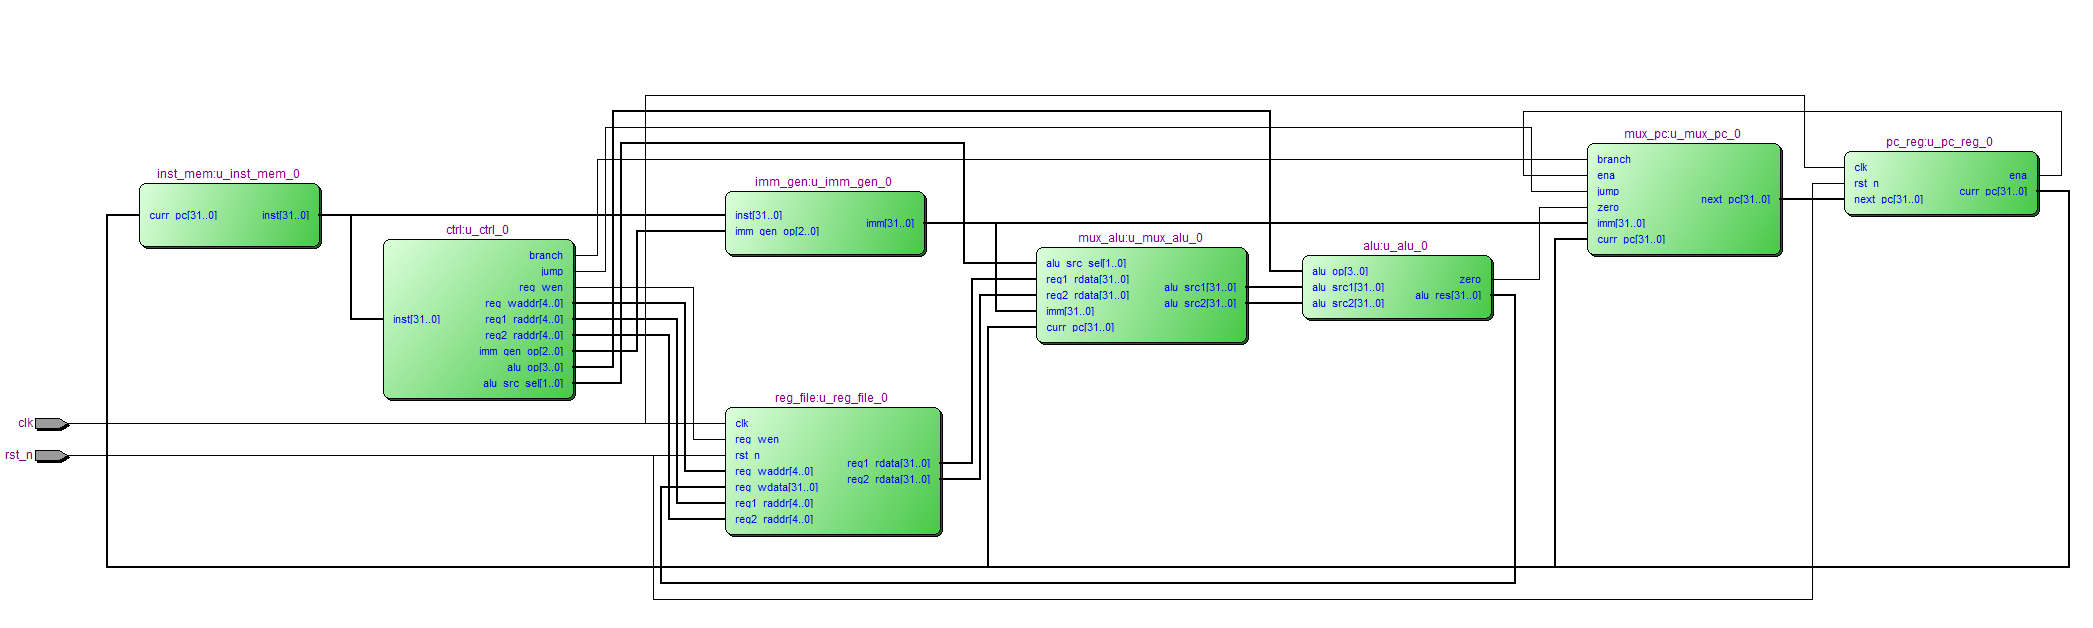 inst_mem:u_inst_mem_0
curr_pc[31..0]
inst[31..0]
ctrl:u_ctrl_0
inst[31..0]
branch
jump
reg_wen
reg_waddr[4..0]
reg1_raddr[4..0]
reg2_raddr[4..0]
imm_gen_op[2..0]
alu_op[3..0]
alu_src_sel[1..0]
clk
rst_n
imm_gen:u_imm_gen_0
inst[31..0]
imm_gen_op[2..0]
imm[31..0]
reg_file:u_reg_file_0
clk
reg_wen
rst_n
reg_waddr[4..0]
reg_wdata[31..0]
reg1_raddr[4..0]
reg2_raddr[4..0]
reg1_rdata[31..0]
reg2_rdata[31..0]
mux_alu:u_mux_alu_0
alu_src_sel[1..0]
reg1_rdata[31..0]
reg2_rdata[31..0]
imm[31..0]
curr_pc[31..0]
alu_src1[31..0]
alu_src2[31..0]
alu:u_alu_0
alu_op[3..0]
alu_src1[31..0]
alu_src2[31..0]
zero
alu_res[31..0]
mux_pc:u_mux_pc_0
branch
ena
jump
zero
imm[31..0]
curr_pc[31..0]
next_pc[31..0]
pc_reg:u_pc_reg_0
clk
rst_n
next_pc[31..0]
ena
curr_pc[31..0]